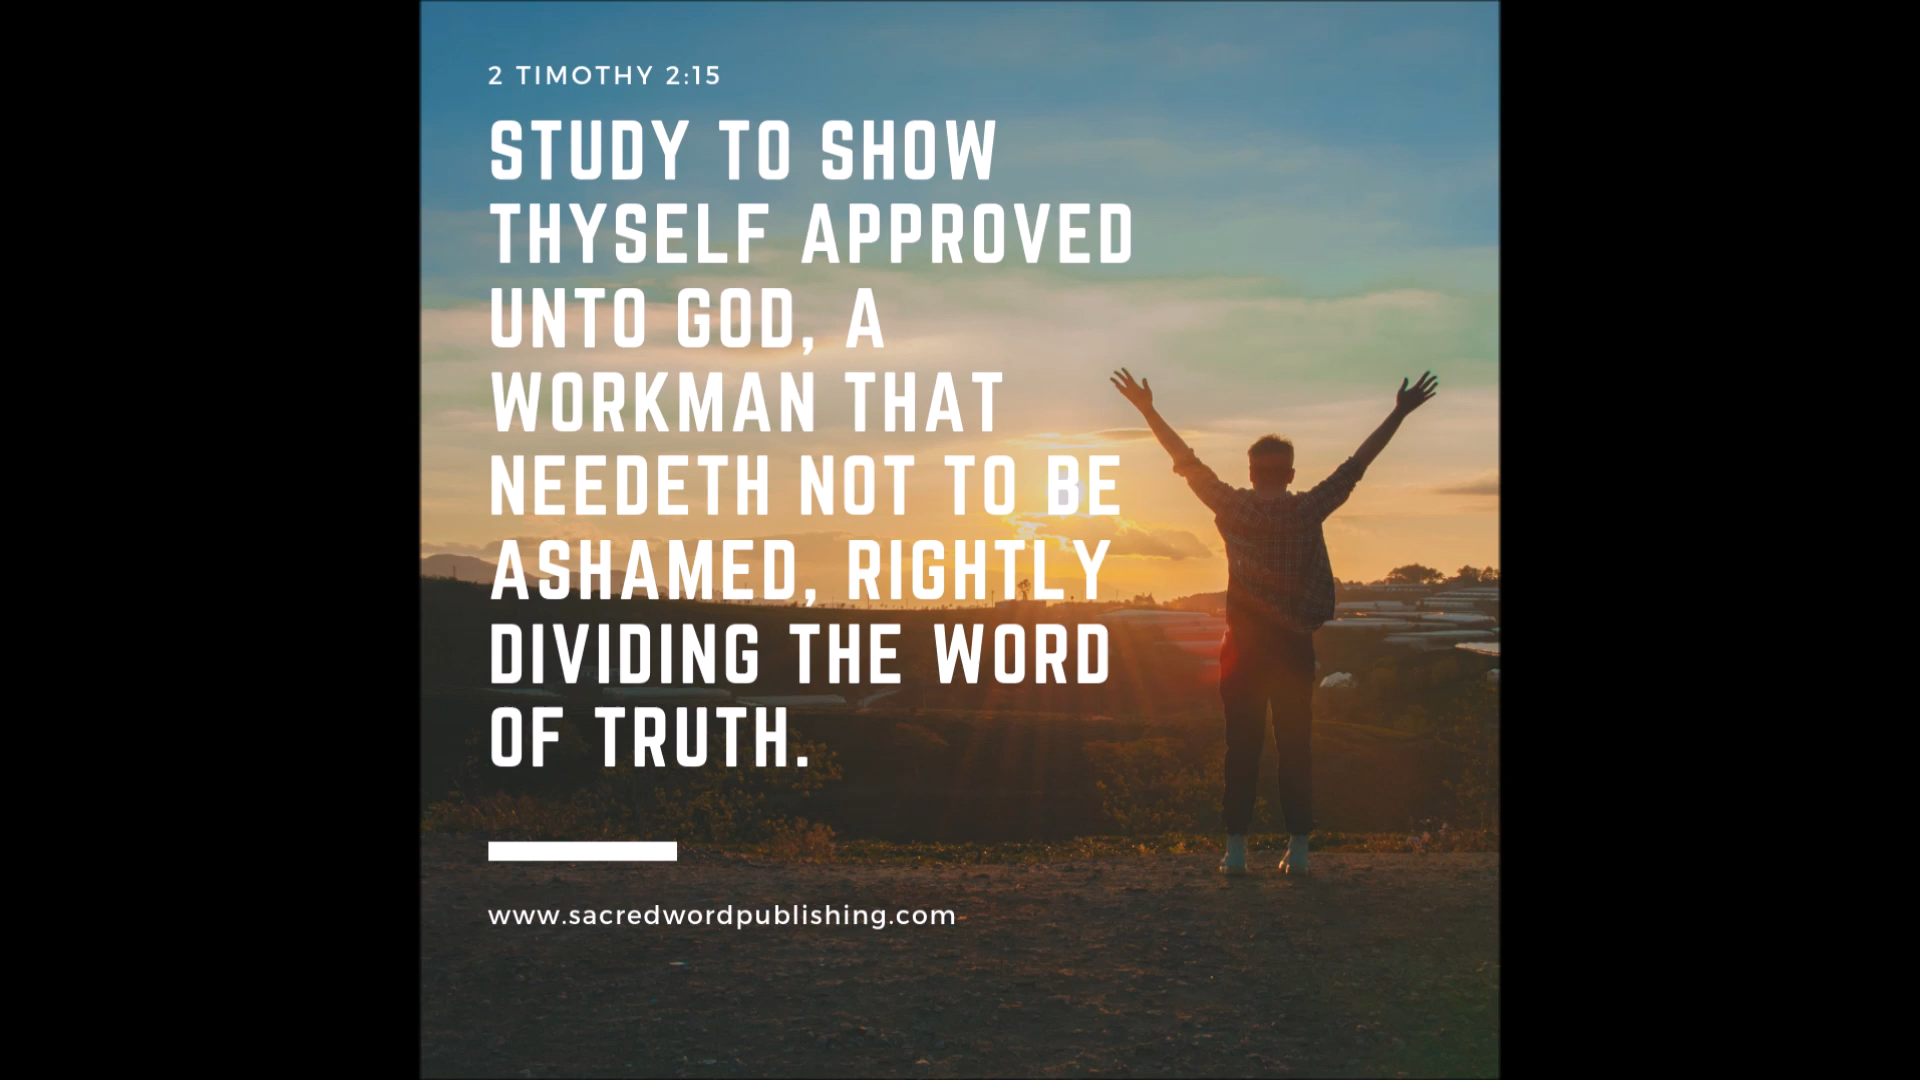 2 TIMOTHY 2:15
STUDY TO SHOW
THYSELF APPROVED
UNTO GOD, A
WORKMAN THAT
NEEDETH NOT TO BE
ASHAMED, RIGHTLY
DIVIDING THE WORD
OF TRUTH.
www.sacredwordpublishing.com